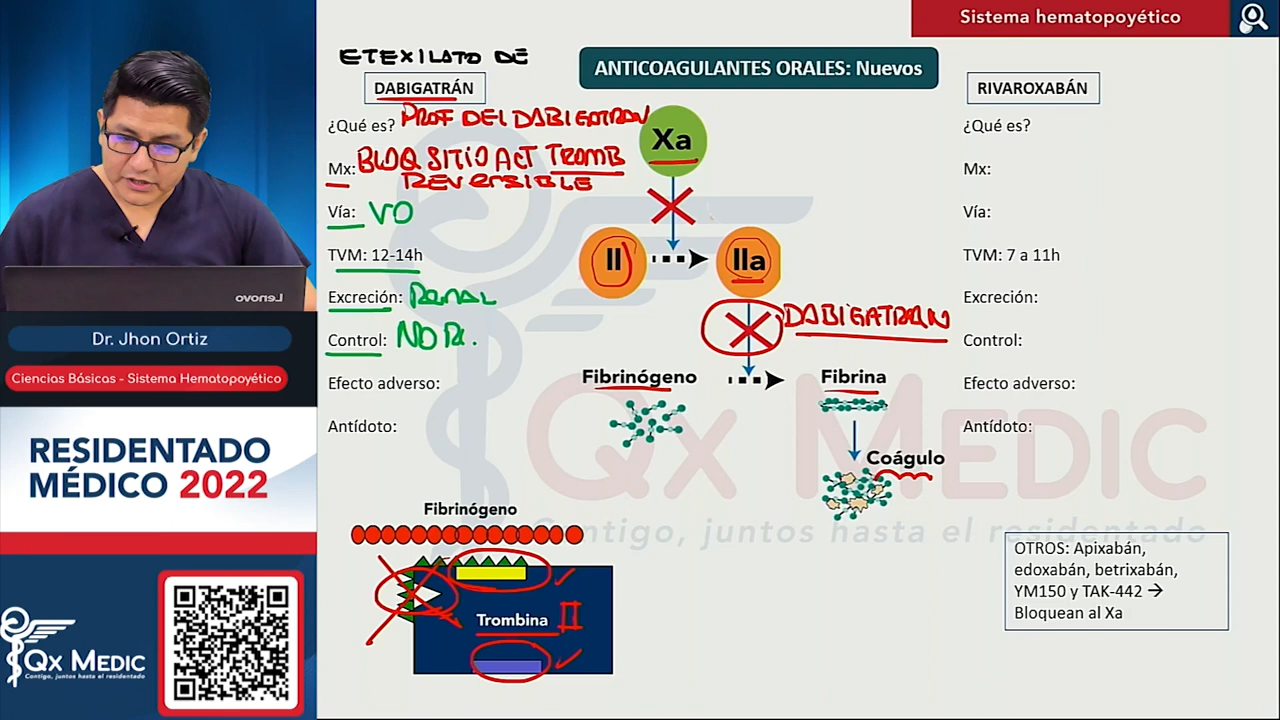 Sistema hematopoyético
ETEXILATO DE
ANTICOAGULANTES ORALES: Nuevos
DABIGATRÁN
¿Qué es? PROF DEL DABIGATRAN
Mx: BLOQ SITIO ACT TROMB
REVERSIBLE
Vía: VO
TVM: 12-14h
Excreción: RENAL
Control: NO
Efecto adverso:
Antídoto:
Xa
II
IIa
DABIGATRAN
Fibrinógeno
Fibrina
Coágulo
RIVAROXABÁN
¿Qué es?
Mx:
Vía:
TVM: 7 a 11h
Excreción:
Control:
Efecto adverso:
Antídoto:
Fibrinógeno
Trombina II
OTROS: Apixabán,
edoxabán, betrixabán,
YM150 y TAK-442 →
Bloquean al Xa
QX MEDIC
Contigo, juntos hasta el residentado
Lenovo
Dr. Jhon Ortiz
Ciencias Básicas - Sistema Hematopoyético
RESIDENTADO
MÉDICO 2022
QX MEDIC
Contigo, juntos hasta el residentado